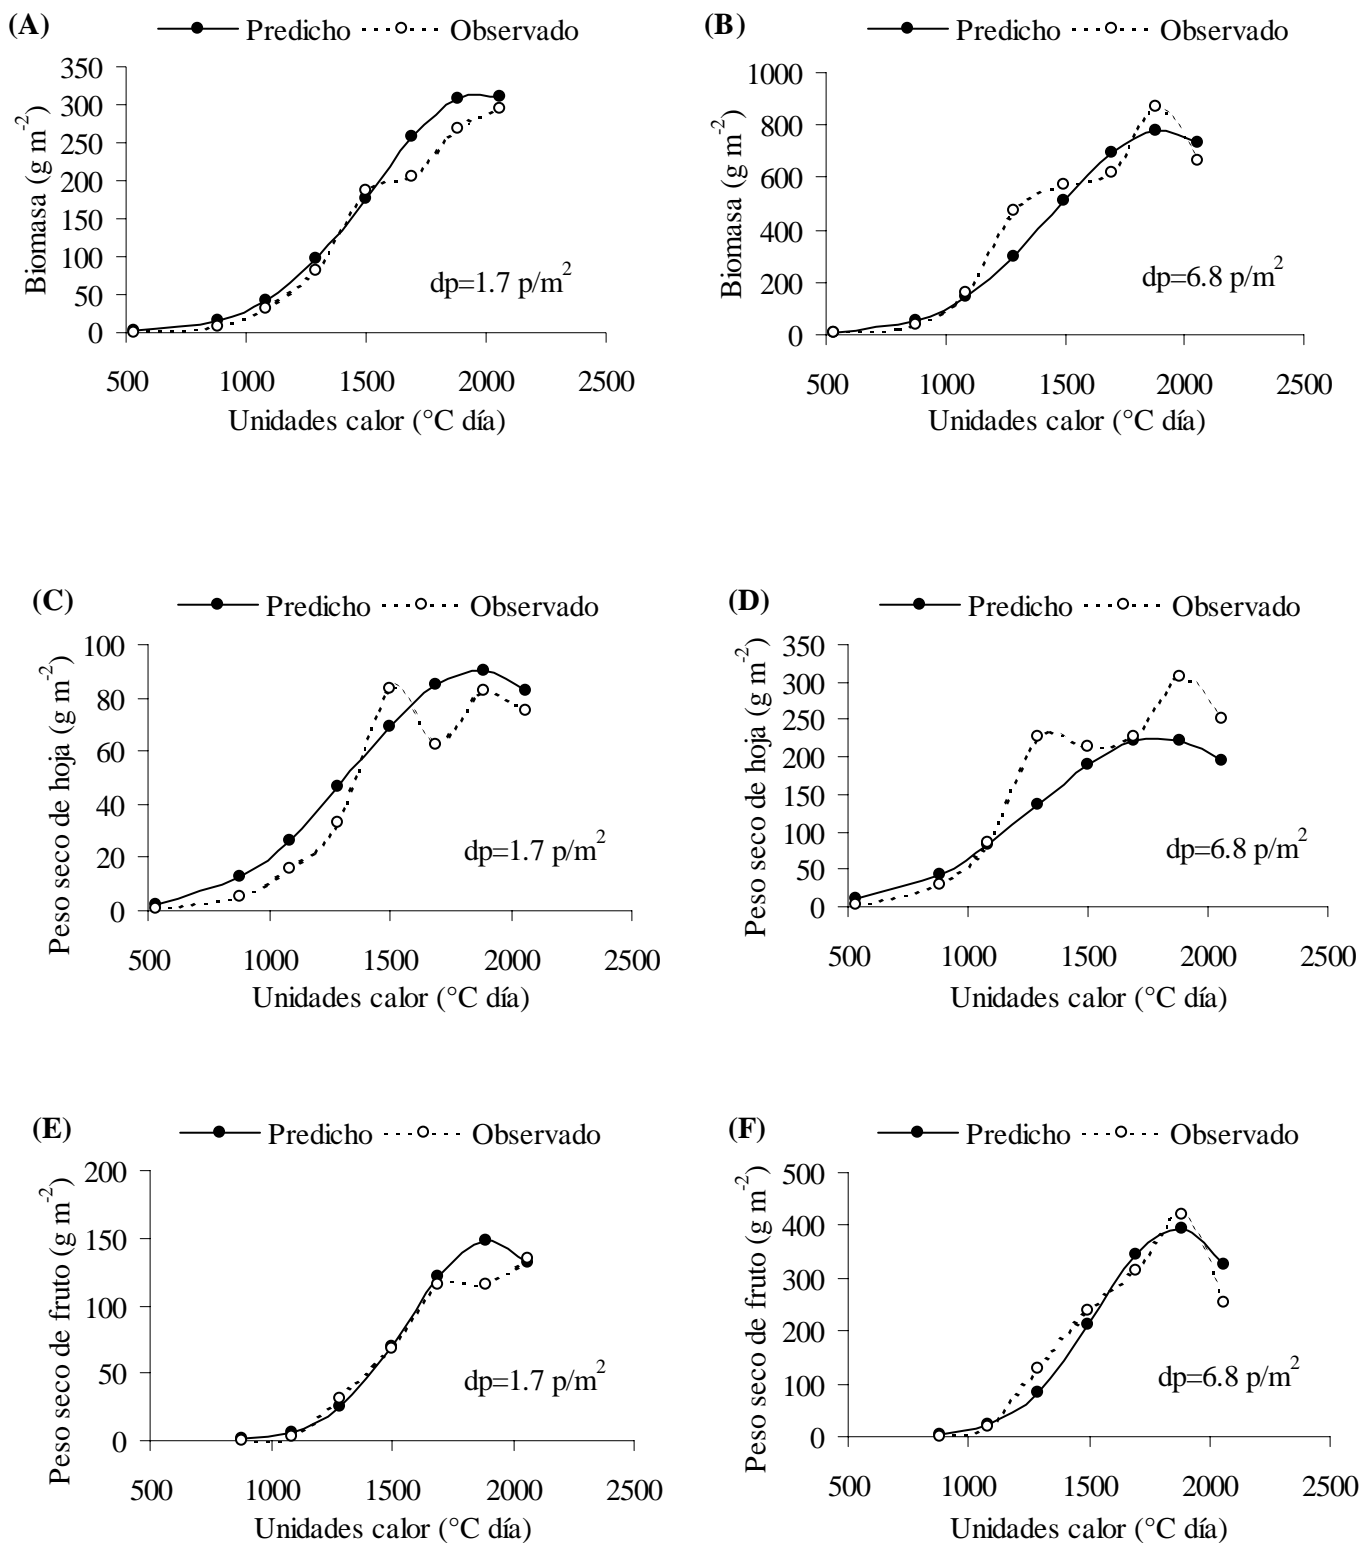 (A) Predicho Observado
350
300
250
200
150
100
50
0
Biomasa (g m-2)
dp=1.7 p/m2
500 1000 1500 2000 2500
Unidades calor (°C día)
(B) Predicho Observado
1000
800
600
400
200
0
Biomasa (g m-2)
dp=6.8 p/m2
500 1000 1500 2000 2500
Unidades calor (°C día)
(C) Predicho Observado
100
80
60
40
20
0
Peso seco de hoja (g m-2)
dp=1.7 p/m2
500 1000 1500 2000 2500
Unidades calor (°C día)
(D) Predicho Observado
350
300
250
200
150
100
50
0
Peso seco de hoja (g m-2)
dp=6.8 p/m2
500 1000 1500 2000 2500
Unidades calor (°C día)
(E) Predicho Observado
200
150
100
50
0
Peso seco de fruto (g m-2)
dp=1.7 p/m2
500 1000 1500 2000 2500
Unidades calor (°C día)
(F) Predicho Observado
500
400
300
200
100
0
Peso seco de fruto (g m-2)
dp=6.8 p/m2
500 1000 1500 2000 2500
Unidades calor (°C día)